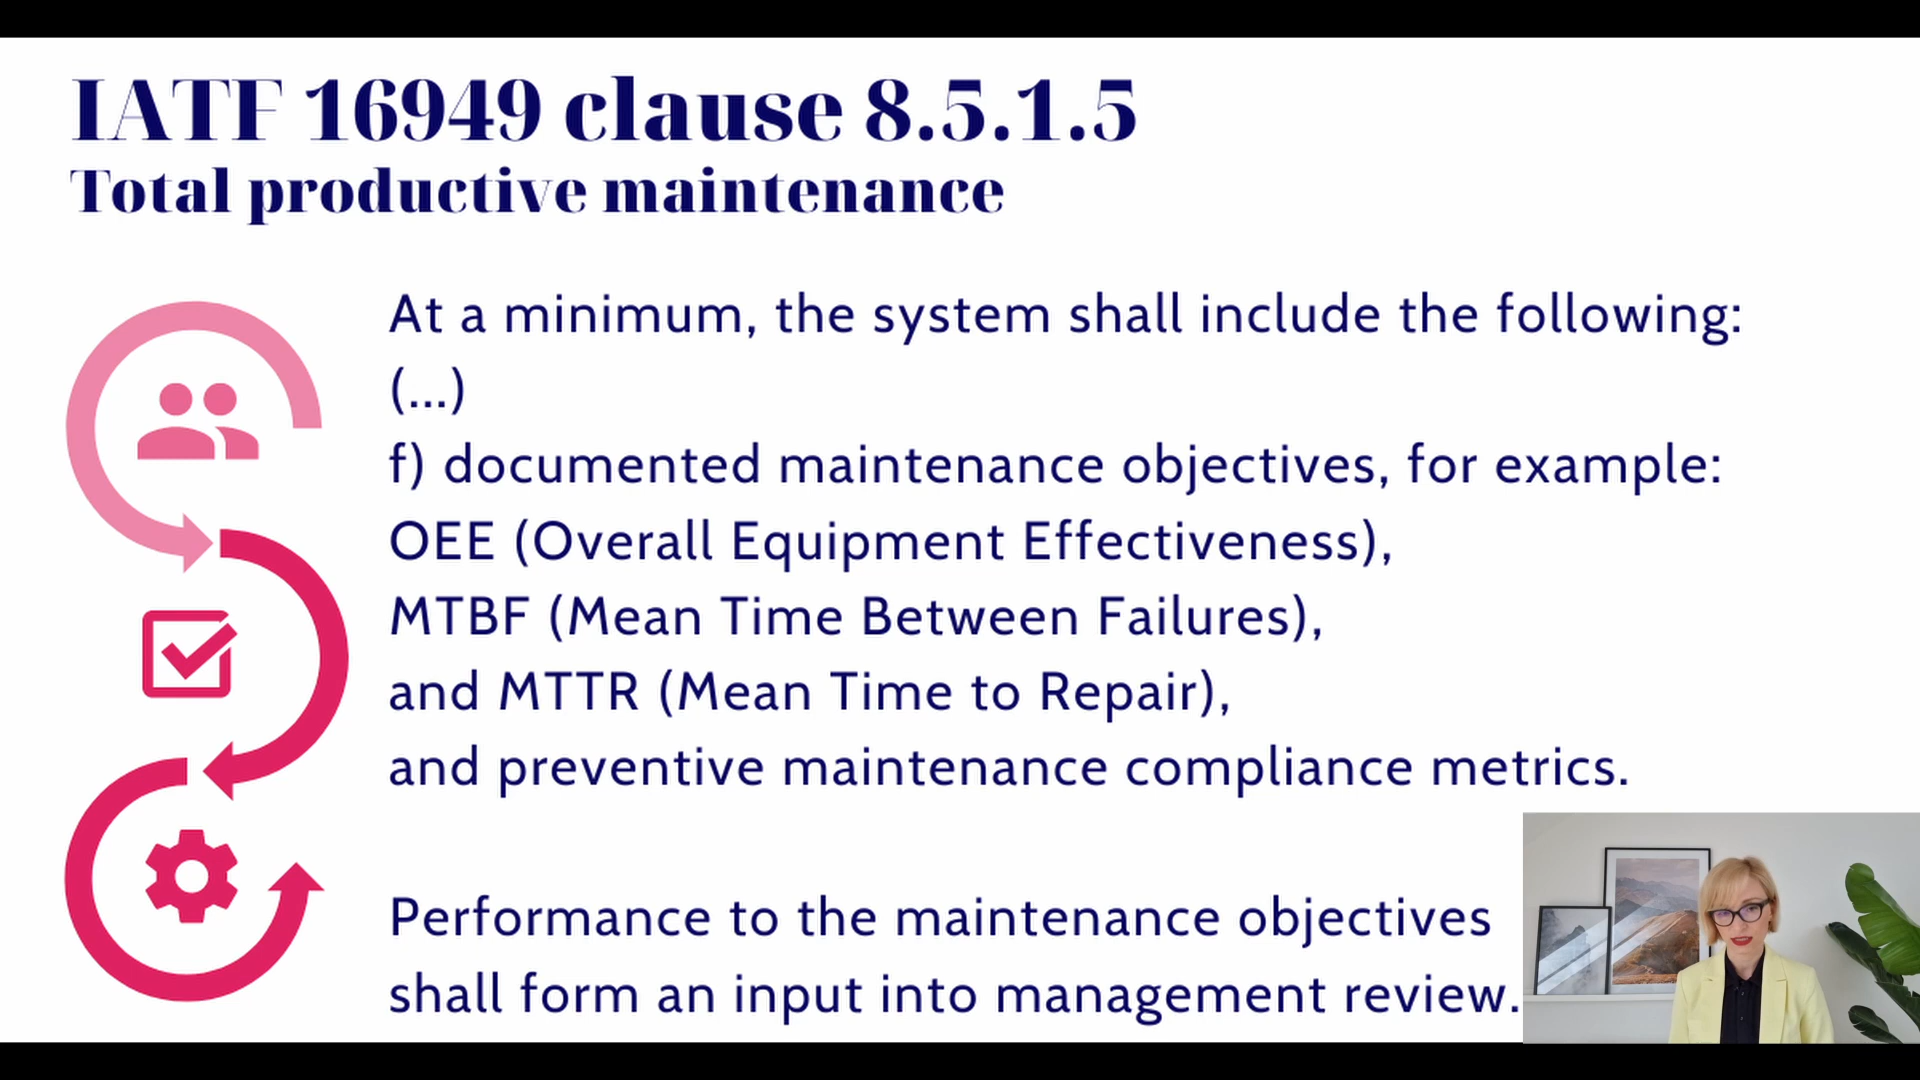 IATF 16949 clause 8.5.1.5
Total productive maintenance
At a minimum, the system shall include the following:
(...)
f) documented maintenance objectives, for example:
OEE (Overall Equipment Effectiveness),
MTBF (Mean Time Between Failures),
and MTTR (Mean Time to Repair),
and preventive maintenance compliance metrics.
Performance to the maintenance objectives
shall form an input into management review.